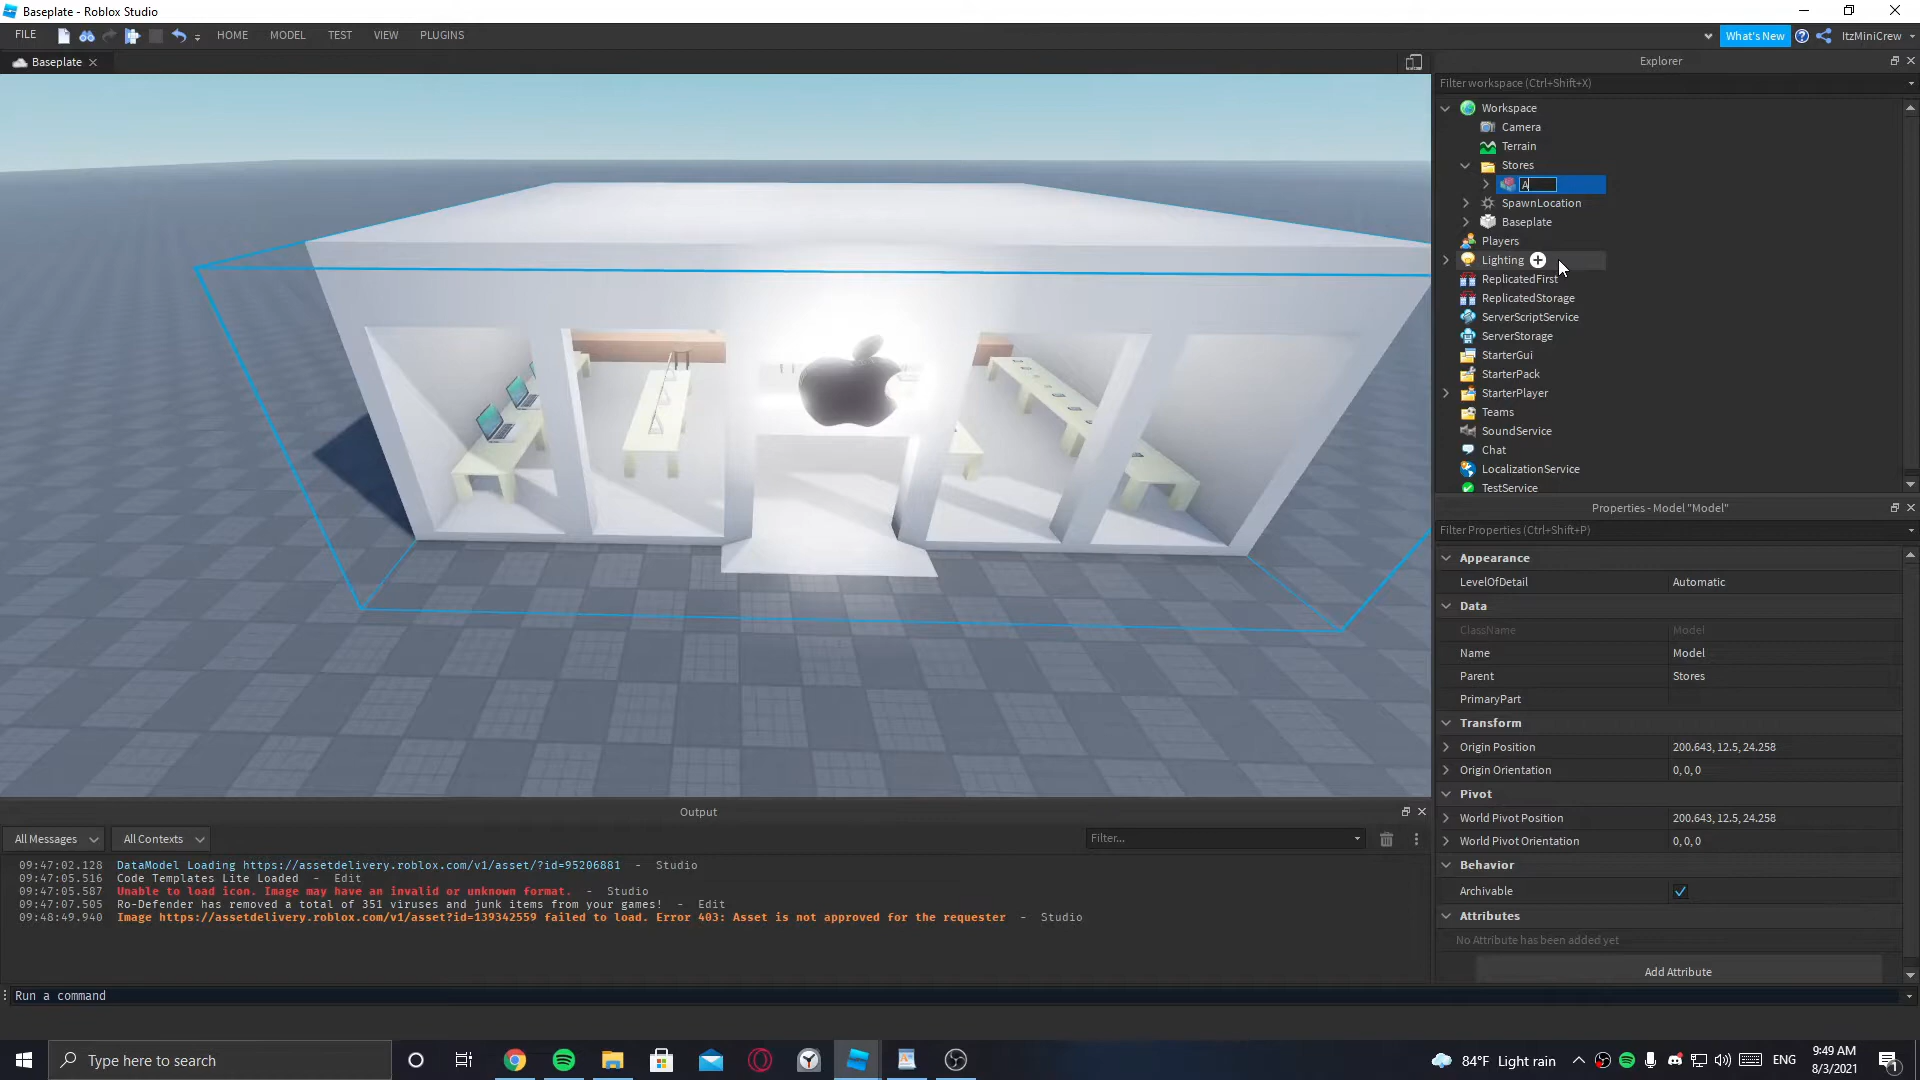 Baseplate - Roblox Studio
FILE
HOME
MODEL
TEST
VIEW
PLUGINS
What's New
ItzMiniCrew
Baseplate
Explorer
Filter workspace (Ctrl+Shift+X)
Workspace
Camera
Terrain
Stores
A
SpawnLocation
Baseplate
Players
Lighting
ReplicatedFirst
ReplicatedStorage
ServerScriptService
ServerStorage
StarterGui
StarterPack
StarterPlayer
Teams
SoundService
Chat
LocalizationService
TestService
Properties - Model "Model"
Filter Properties (Ctrl+Shift+P)
Appearance
LevelOfDetail Automatic
Data
ClassName Model
Name Model
Parent Stores
PrimaryPart
Transform
Origin Position 200.643, 12.5, 24.258
Origin Orientation 0, 0, 0
Pivot
World Pivot Position 200.643, 12.5, 24.258
World Pivot Orientation 0, 0, 0
Behavior
Archivable
Attributes
No Attribute has been added yet
Add Attribute
Output
All Messages
All Contexts
Filter...
09:47:02.128 DataModel Loading https://assetdelivery.roblox.com/v1/asset/?id=95206881 - Studio
09:47:05.516 Code Templates Lite Loaded - Edit
09:47:05.587 Unable to load icon. Image may have an invalid or unknown format. - Studio
09:47:07.505 Ro-Defender has removed a total of 351 viruses and junk items from your games! - Edit
09:48:49.940 Image https://assetdelivery.roblox.com/v1/asset?id=139342559 failed to load. Error 403: Asset is not approved for the requester - Studio
Run a command
Type here to search
84°F Light rain
ENG
9:49 AM
8/3/2021
1